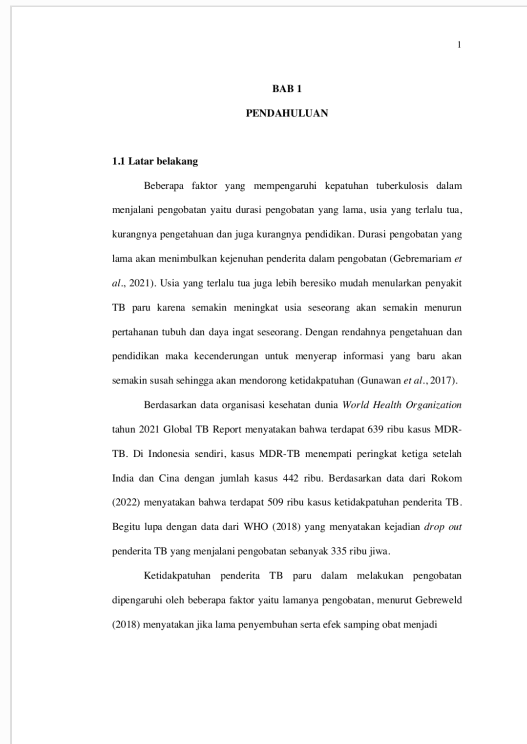 1
BAB 1
PENDAHULUAN
1.1 Latar belakang
Beberapa faktor yang mempengaruhi kepatuhan tuberkulosis dalam
menjalani pengobatan yaitu durasi pengobatan yang lama, usia yang terlalu tua,
kurangnya pengetahuan dan juga kurangnya pendidikan. Durasi pengobatan yang
lama akan menimbulkan kejenuhan penderita dalam pengobatan (Gebremariam et
al., 2021). Usia yang terlalu tua juga lebih beresiko mudah menularkan penyakit
TB paru karena semakin meningkat usia seseorang akan semakin menurun
pertahanan tubuh dan daya ingat seseorang. Dengan rendahnya pengetahuan dan
pendidikan maka kecenderungan untuk menyerap informasi yang baru akan
semakin susah sehingga akan mendorong ketidakpatuhan (Gunawan et al., 2017).
Berdasarkan data organisasi kesehatan dunia World Health Organization
tahun 2021 Global TB Report menyatakan bahwa terdapat 639 ribu kasus MDR-
TB. Di Indonesia sendiri, kasus MDR-TB menempati peringkat ketiga setelah
India dan Cina dengan jumlah kasus 442 ribu. Berdasarkan data dari Rokom
(2022) menyatakan bahwa terdapat 509 ribu kasus ketidakpatuhan penderita TB.
Begitu lupa dengan data dari WHO (2018) yang menyatakan kejadian drop out
penderita TB yang menjalani pengobatan sebanyak 335 ribu jiwa.
Ketidakpatuhan penderita TB paru dalam melakukan pengobatan
dipengaruhi oleh beberapa faktor yaitu lamanya pengobatan, menurut Gebreweld
(2018) menyatakan jika lama penyembuhan serta efek samping obat menjadi